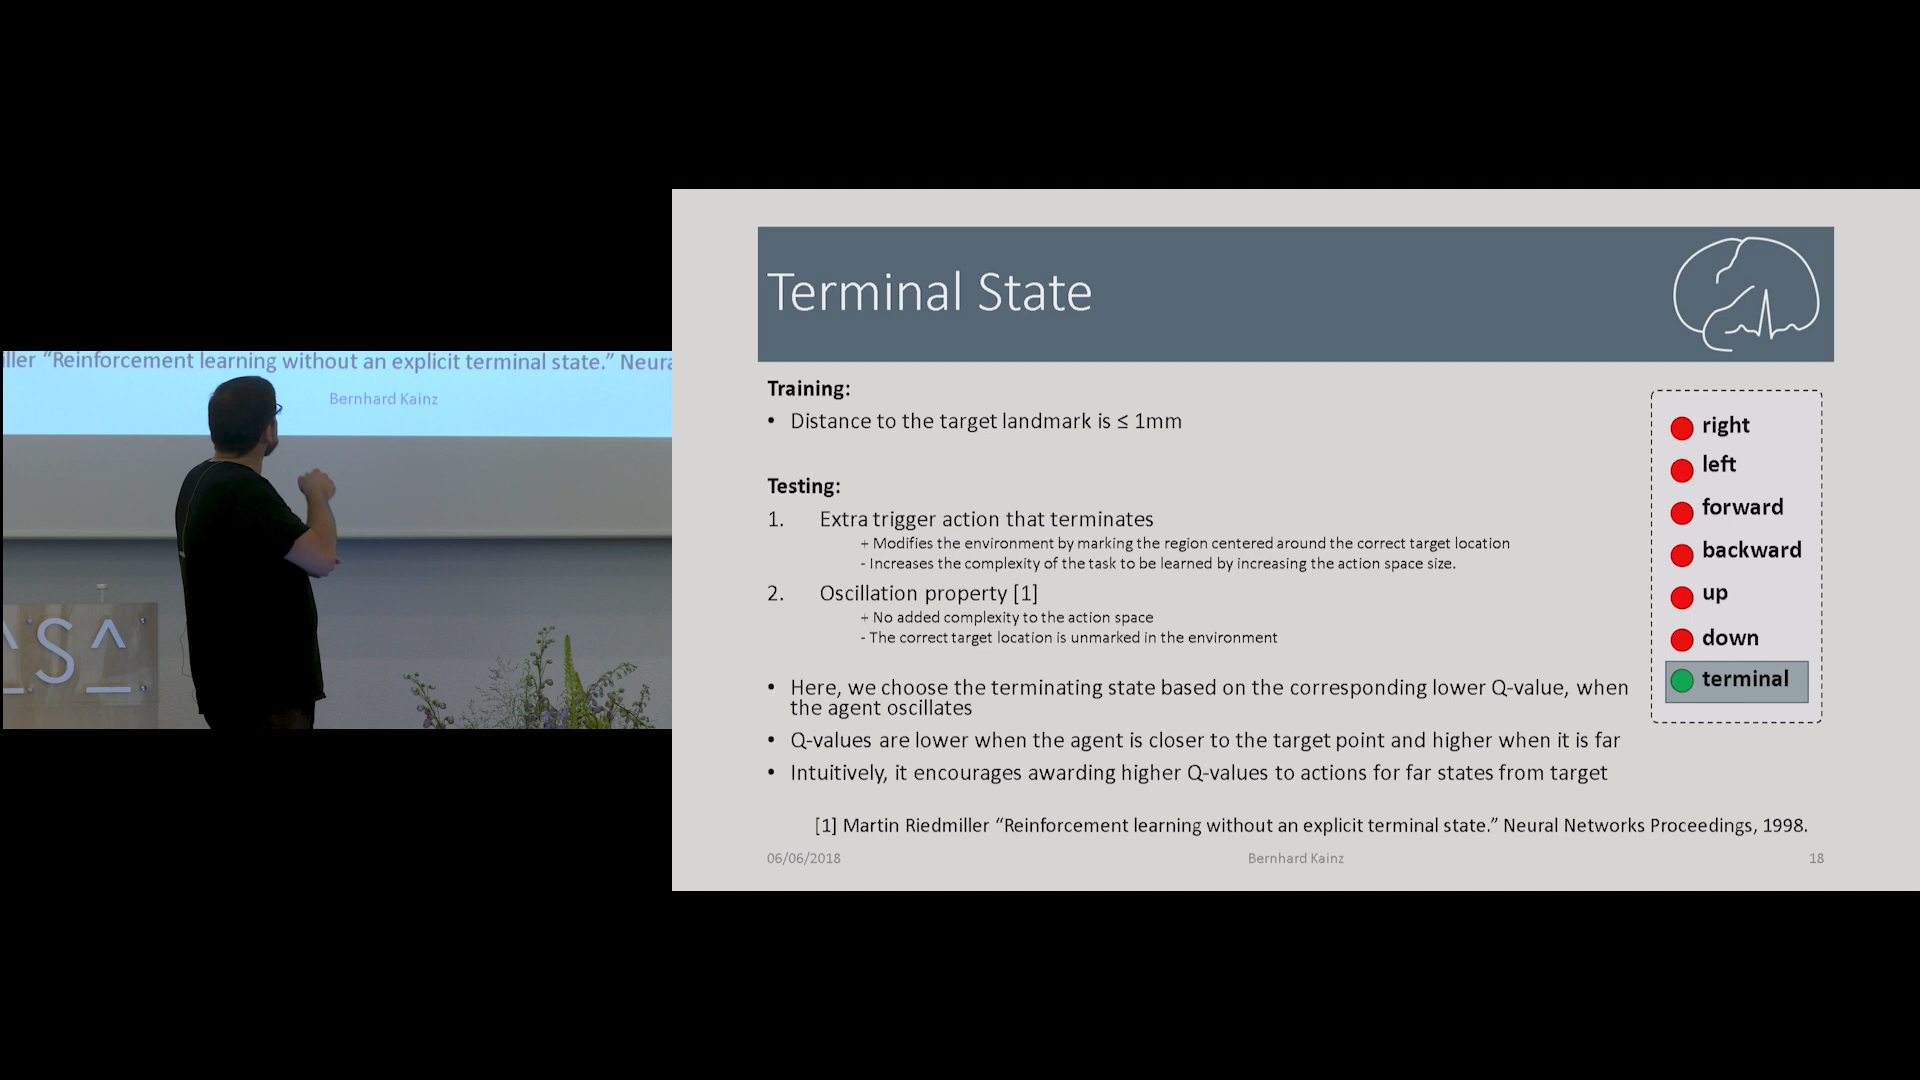 ller “Reinforcement learning without an explicit terminal state.” Neura
Bernhard Kainz
ASA
Terminal State
Training:
• Distance to the target landmark is ≤ 1mm
Testing:
1. Extra trigger action that terminates
+ Modifies the environment by marking the region centered around the correct target location
- Increases the complexity of the task to be learned by increasing the action space size.
2. Oscillation property [1]
+ No added complexity to the action space
- The correct target location is unmarked in the environment
• Here, we choose the terminating state based on the corresponding lower Q-value, when
the agent oscillates
• Q-values are lower when the agent is closer to the target point and higher when it is far
• Intuitively, it encourages awarding higher Q-values to actions for far states from target
right
left
forward
backward
up
down
terminal
[1] Martin Riedmiller “Reinforcement learning without an explicit terminal state.” Neural Networks Proceedings, 1998.
06/06/2018
Bernhard Kainz
18